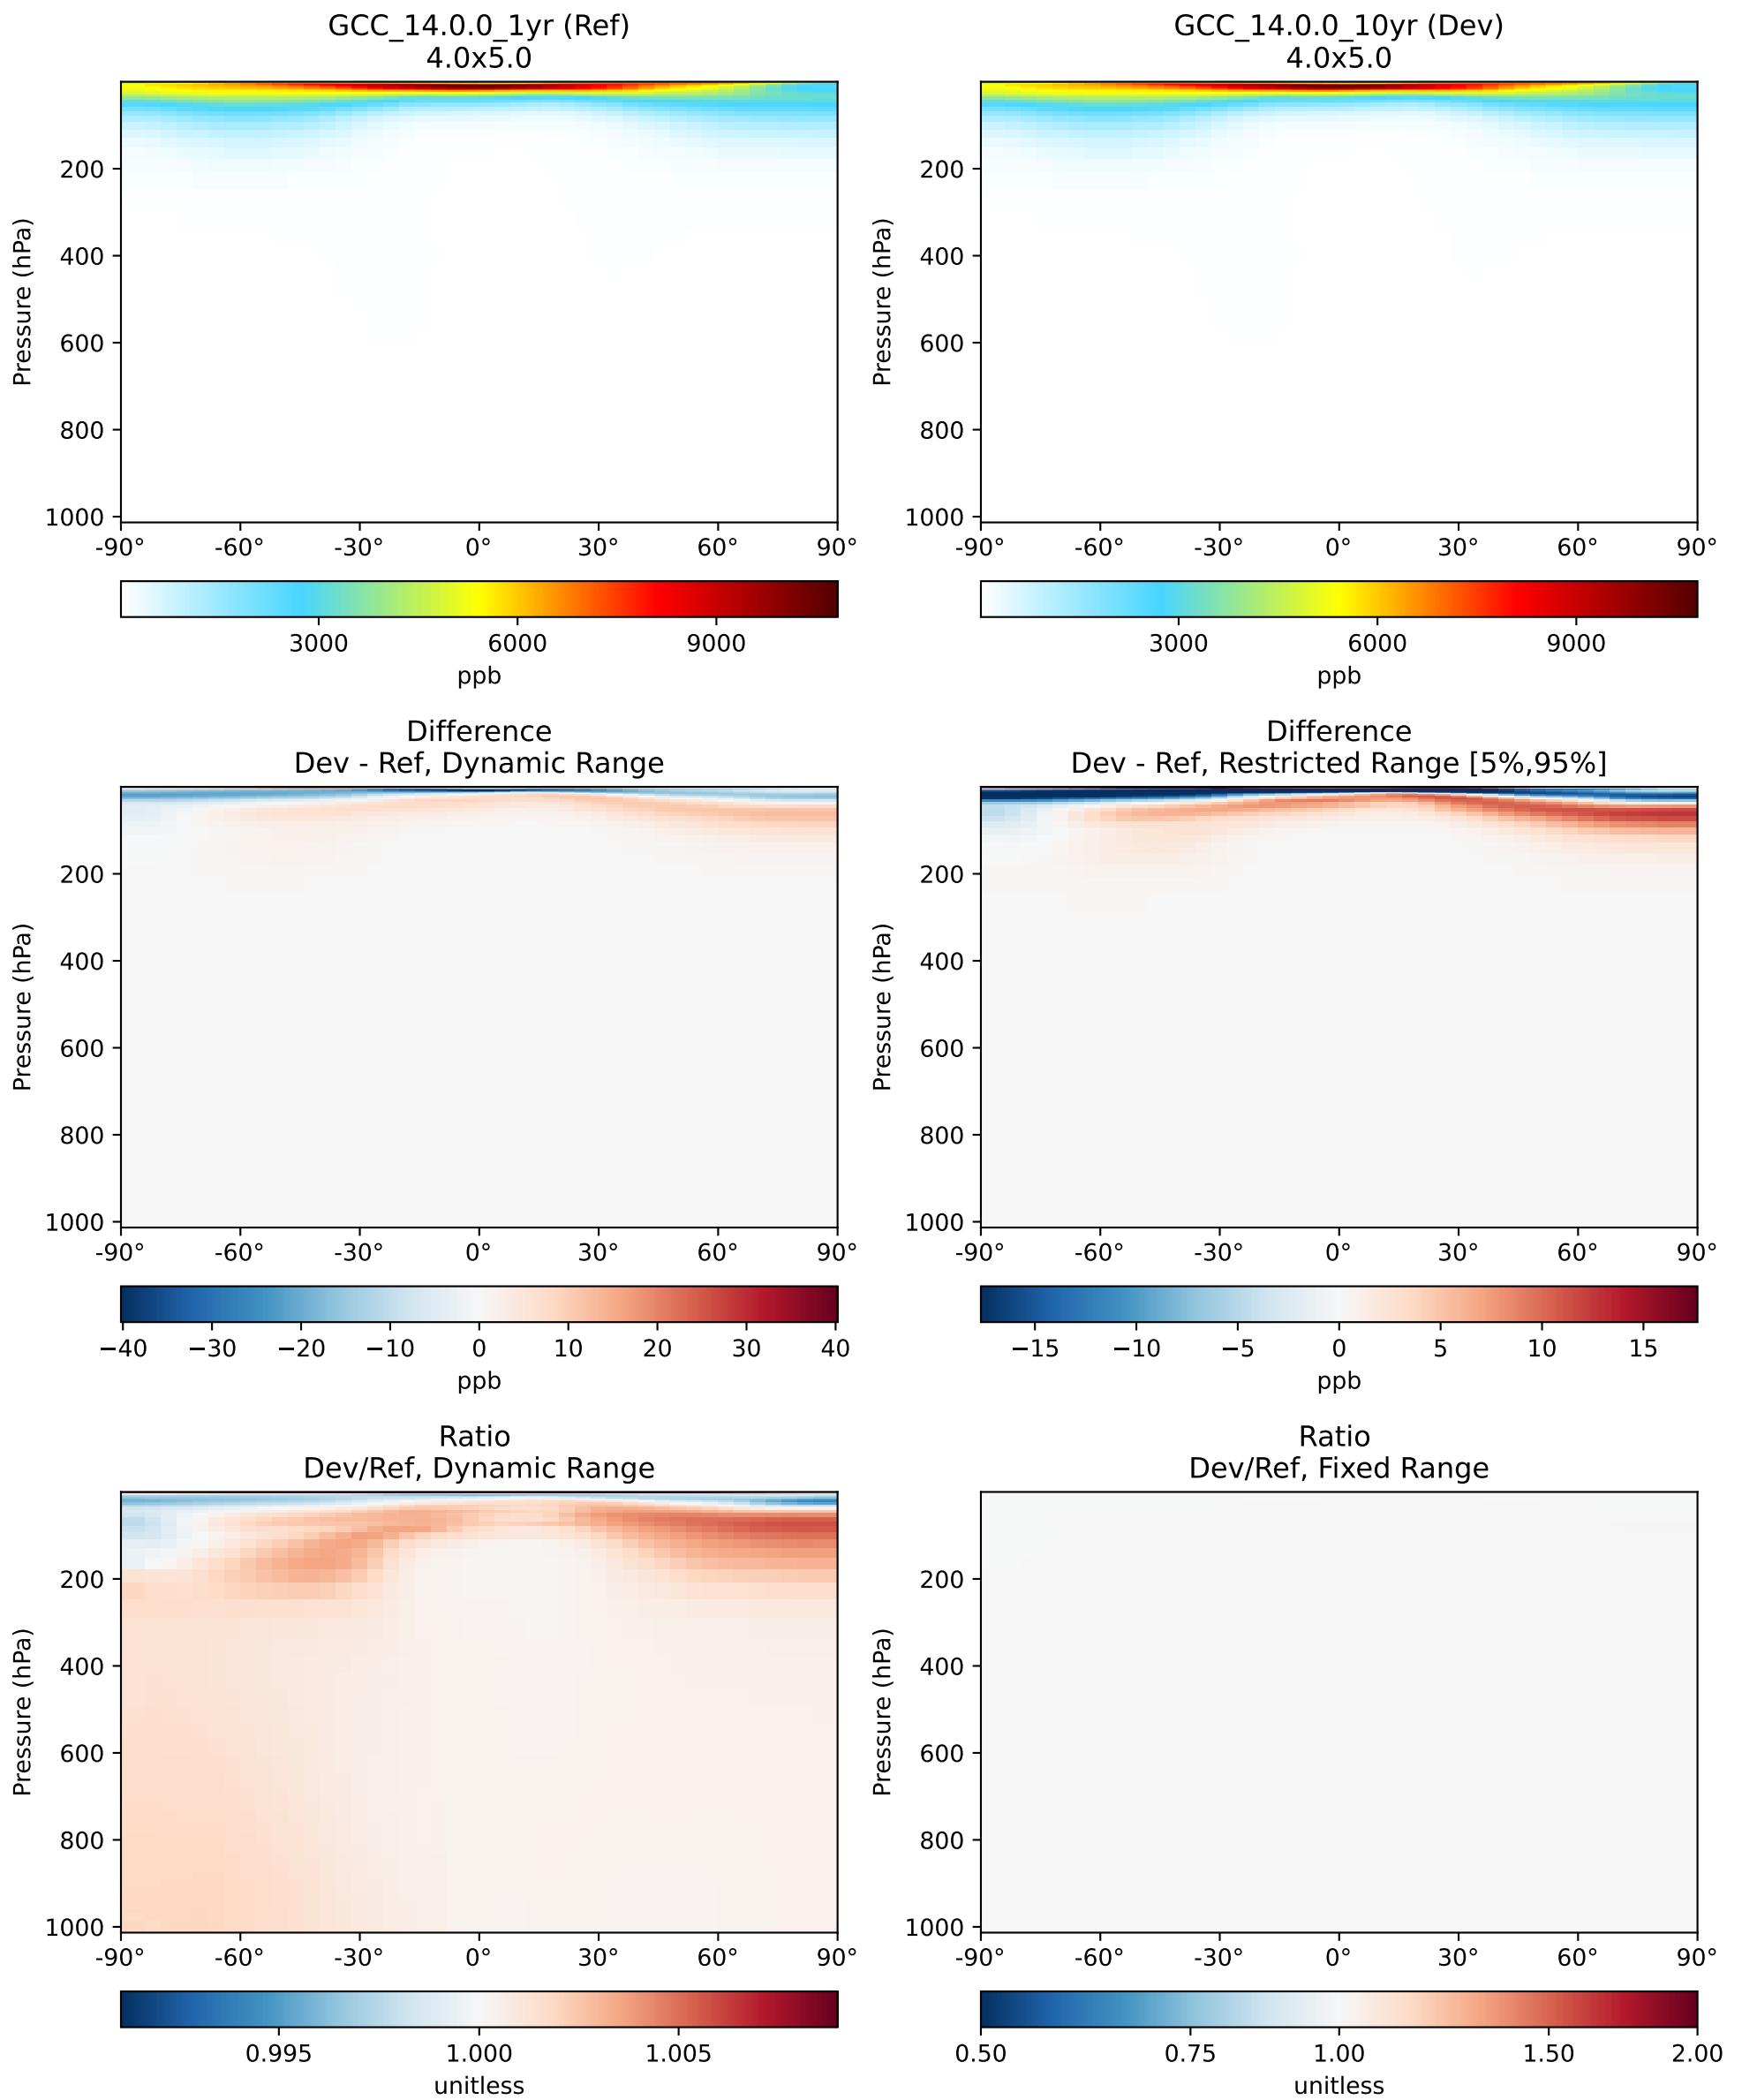 GCC_14.0.0_1yr (Ref)
4.0x5.0
Pressure (hPa)
200
400
600
800
1000
-90° -60° -30° 0° 30° 60° 90°
3000 6000 9000
ppb
GCC_14.0.0_10yr (Dev)
4.0x5.0
Pressure (hPa)
200
400
600
800
1000
-90° -60° -30° 0° 30° 60° 90°
3000 6000 9000
ppb
Difference
Dev - Ref, Dynamic Range
Pressure (hPa)
200
400
600
800
1000
-90° -60° -30° 0° 30° 60° 90°
−40 −30 −20 −10 0 10 20 30 40
ppb
Difference
Dev - Ref, Restricted Range [5%,95%]
Pressure (hPa)
200
400
600
800
1000
-90° -60° -30° 0° 30° 60° 90°
−15 −10 −5 0 5 10 15
ppb
Ratio
Dev/Ref, Dynamic Range
Pressure (hPa)
200
400
600
800
1000
-90° -60° -30° 0° 30° 60° 90°
0.995 1.000 1.005
unitless
Ratio
Dev/Ref, Fixed Range
Pressure (hPa)
200
400
600
800
1000
-90° -60° -30° 0° 30° 60° 90°
0.50 0.75 1.00 1.50 2.00
unitless